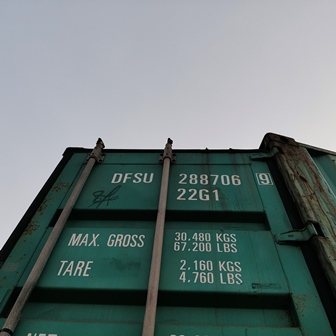 DFSU 288706 9
22G1
MAX. GROSS 30.480 KGS
67.200 LBS
TARE 2.160 KGS
4.760 LBS